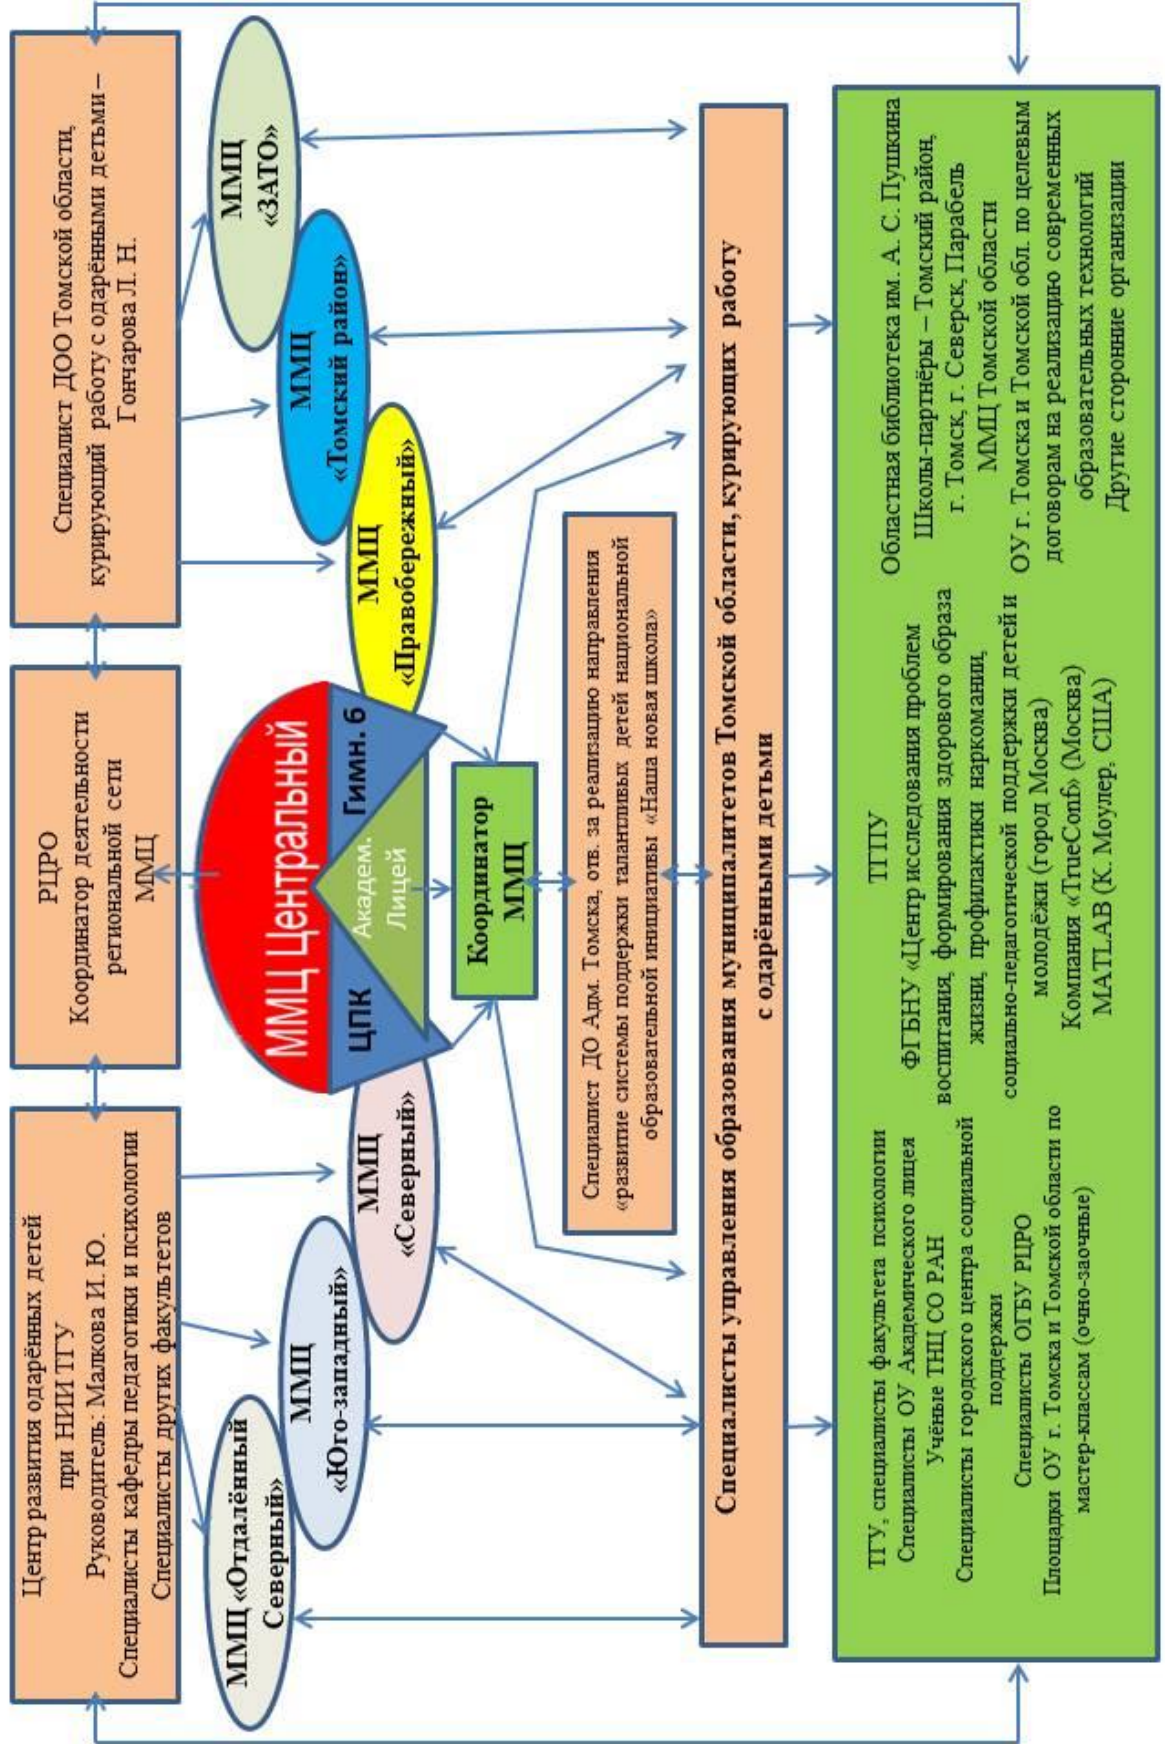 Центр развития одарённых детей
при НИИ ТГУ
Руководитель: Малкова И. Ю.
Специалисты кафедры педагогики и психологии
Специалисты других факультетов
РЦРО
Координатор деятельности
региональной сети
ММЦ
Специалист ДОО Томской области,
курирующий работу с одарёнными детьми –
Гончарова Л. Н.
ММЦ «Отдалённый
Северный»
ММЦ
«Юго-западный»
ММЦ
«Северный»
ММЦ Центральный
ЦПК
Академ.
Лицей
Гимн. 6
ММЦ
«Правобережный»
ММЦ
«Томский район»
ММЦ
«ЗАТО»
Координатор
ММЦ
Специалист ДО Адм. Томска, отв. за реализацию направления
«развитие системы поддержки талантливых детей национальной
образовательной инициативы «Наша новая школа»
Специалисты управления образования муниципалитетов Томской области, курирующих работу
с одарёнными детьми
ТГУ, специалисты факультета психологии
Специалисты ОУ Академического лицея
Учёные ТНЦ СО РАН
Специалисты городского центра социальной
поддержки
Специалисты ОГБУ РЦРО
Площадки ОУ г. Томска и Томской области по
мастер-классам (очно-заочные)
ТГПУ
ФГБНУ «Центр исследования проблем
воспитания, формирования здорового образа
жизни, профилактики наркомании,
социально-педагогической поддержки детей и
молодёжи (город Москва)
Компания «TrueConf» (Москва)
MATLAB (К. Моулер, США)
Областная библиотека им. А. С. Пушкина
Школы-партнёры – Томский район,
г. Томск, г. Северск, Парабель
ММЦ Томской области
ОУ г. Томска и Томской обл. по целевым
договорам на реализацию современных
образовательных технологий
Другие сторонние организации